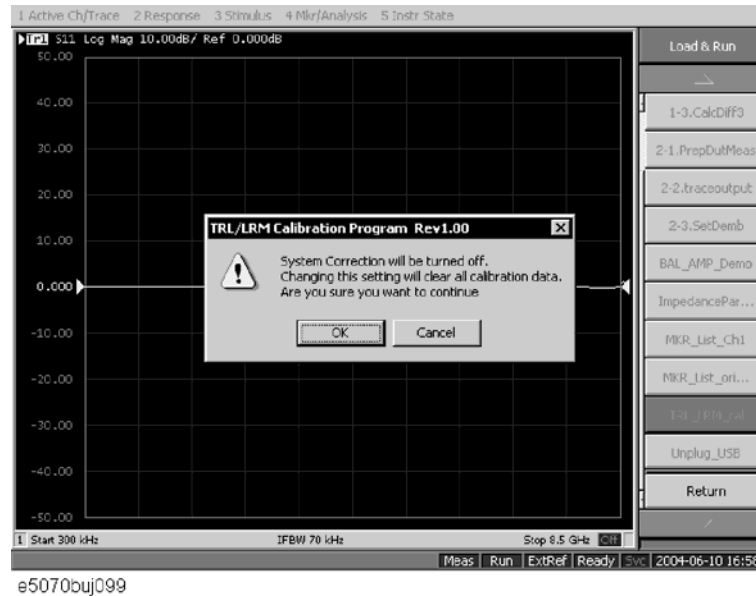 1 Active Ch/Trace 2 Response 3 Stimulus 4 Mkr/Analysis 5 Instr State
Tr1 S11 Log Mag 10.00dB/ Ref 0.000dB
50.00
40.00
30.00
20.00
10.00
0.000
-10.00
-20.00
-30.00
-40.00
-50.00
TRL/LRM Calibration Program Rev1.00
System Correction will be turned off.
Changing this setting will clear all calibration data.
Are you sure you want to continue
OK Cancel
1 Start 300 kHz IFBW 70 kHz Stop 8.5 GHz Off
Load & Run
1-3.CalcDiff3
2-1.PrepDutMeas
2-2.traceoutput
2-3.SetDemb
BAL_AMP_Demo
ImpedancePar...
MKR_List_Ch1
MKR_List_ori...
TRL_LRM_cal
Unplug_USB
Return
Meas Run ExtRef Ready Svc 2004-06-10 16:58
e5070buj099